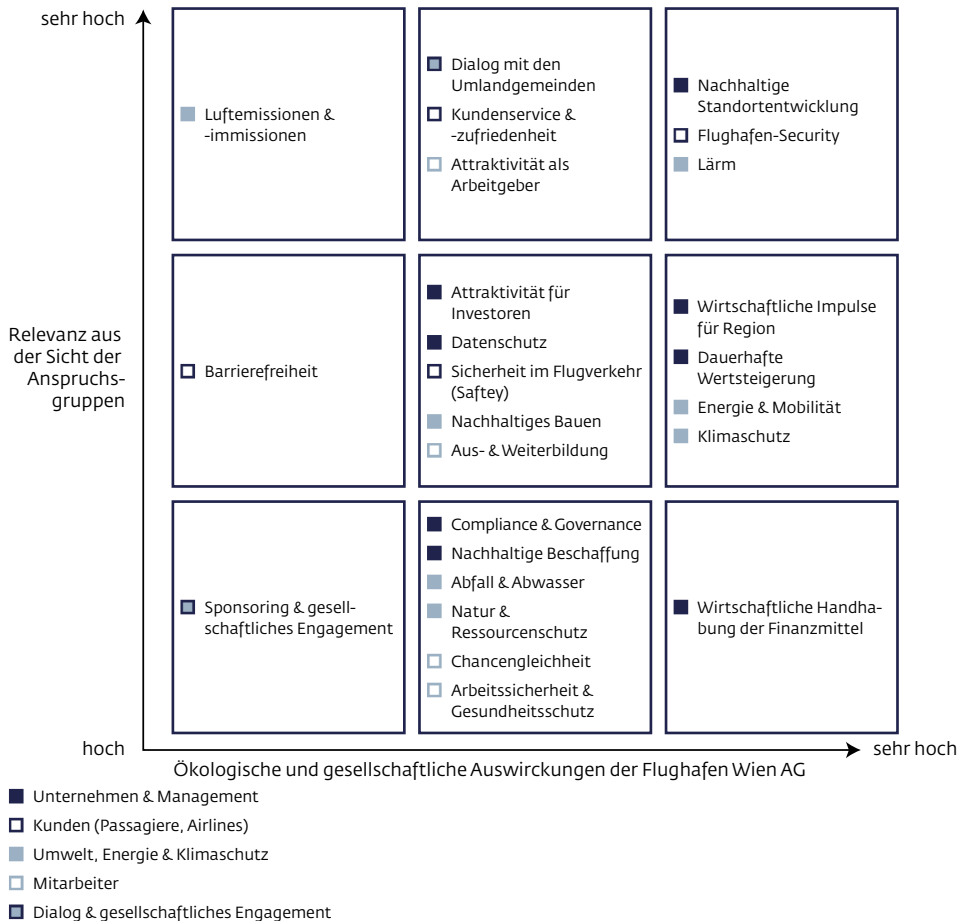 sehr hoch
Luftemissionen &
-immissionen
Dialog mit den
Umlandgemeinden
Kundenservice &
-zufriedenheit
Attraktivität als
Arbeitgeber
Nachhaltige
Standortentwicklung
Flughafen-Security
Lärm
Relevanz aus
der Sicht der
Anspruchs-
gruppen
Barrierefreiheit
Attraktivität für
Investoren
Datenschutz
Sicherheit im Flugverkehr
(Saftey)
Nachhaltiges Bauen
Aus- & Weiterbildung
Wirtschaftliche Impulse
für Region
Dauerhafte
Wertsteigerung
Energie & Mobilität
Klimaschutz
Sponsoring & gesell-
schaftliches Engagement
Compliance & Governance
Nachhaltige Beschaffung
Abfall & Abwasser
Natur &
Ressourcenschutz
Chancengleichheit
Arbeitssicherheit &
Gesundheitsschutz
Wirtschaftliche Handha-
bung der Finanzmittel
hoch
sehr hoch
Ökologische und gesellschaftliche Auswirckungen der Flughafen Wien AG
Unternehmen & Management
Kunden (Passagiere, Airlines)
Umwelt, Energie & Klimaschutz
Mitarbeiter
Dialog & gesellschaftliches Engagement